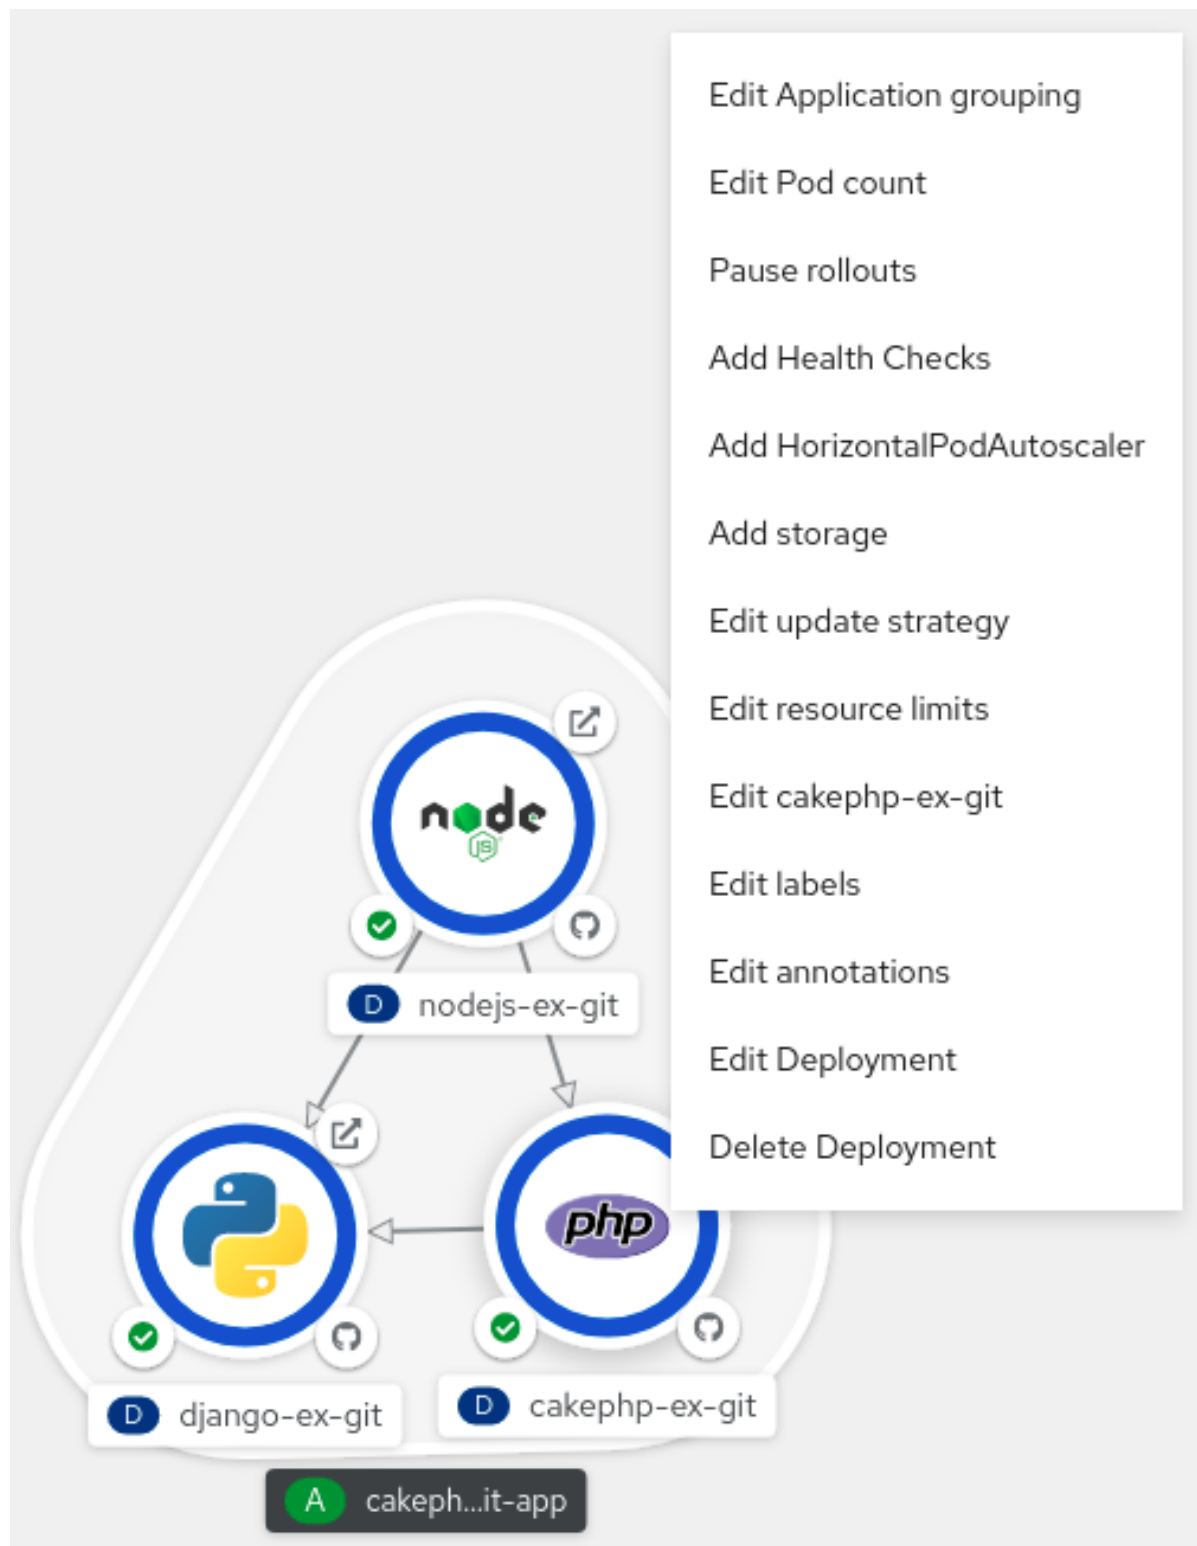 Edit Application grouping
Edit Pod count
Pause rollouts
Add Health Checks
Add HorizontalPodAutoscaler
Add storage
Edit update strategy
Edit resource limits
Edit cakephp-ex-git
Edit labels
Edit annotations
Edit Deployment
Delete Deployment
node
JS
D nodejs-ex-git
php
D django-ex-git
D cakephp-ex-git
A cakeph...it-app